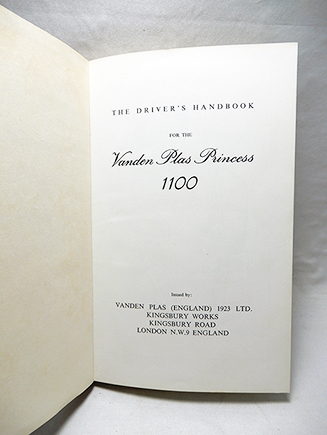 THE DRIVER'S HANDBOOK
FOR THE
Vanden Plas Princess
1100
Issued by:
VANDEN PLAS (ENGLAND) 1923 LTD.
KINGSBURY WORKS
KINGSBURY ROAD
LONDON N.W.9 ENGLAND